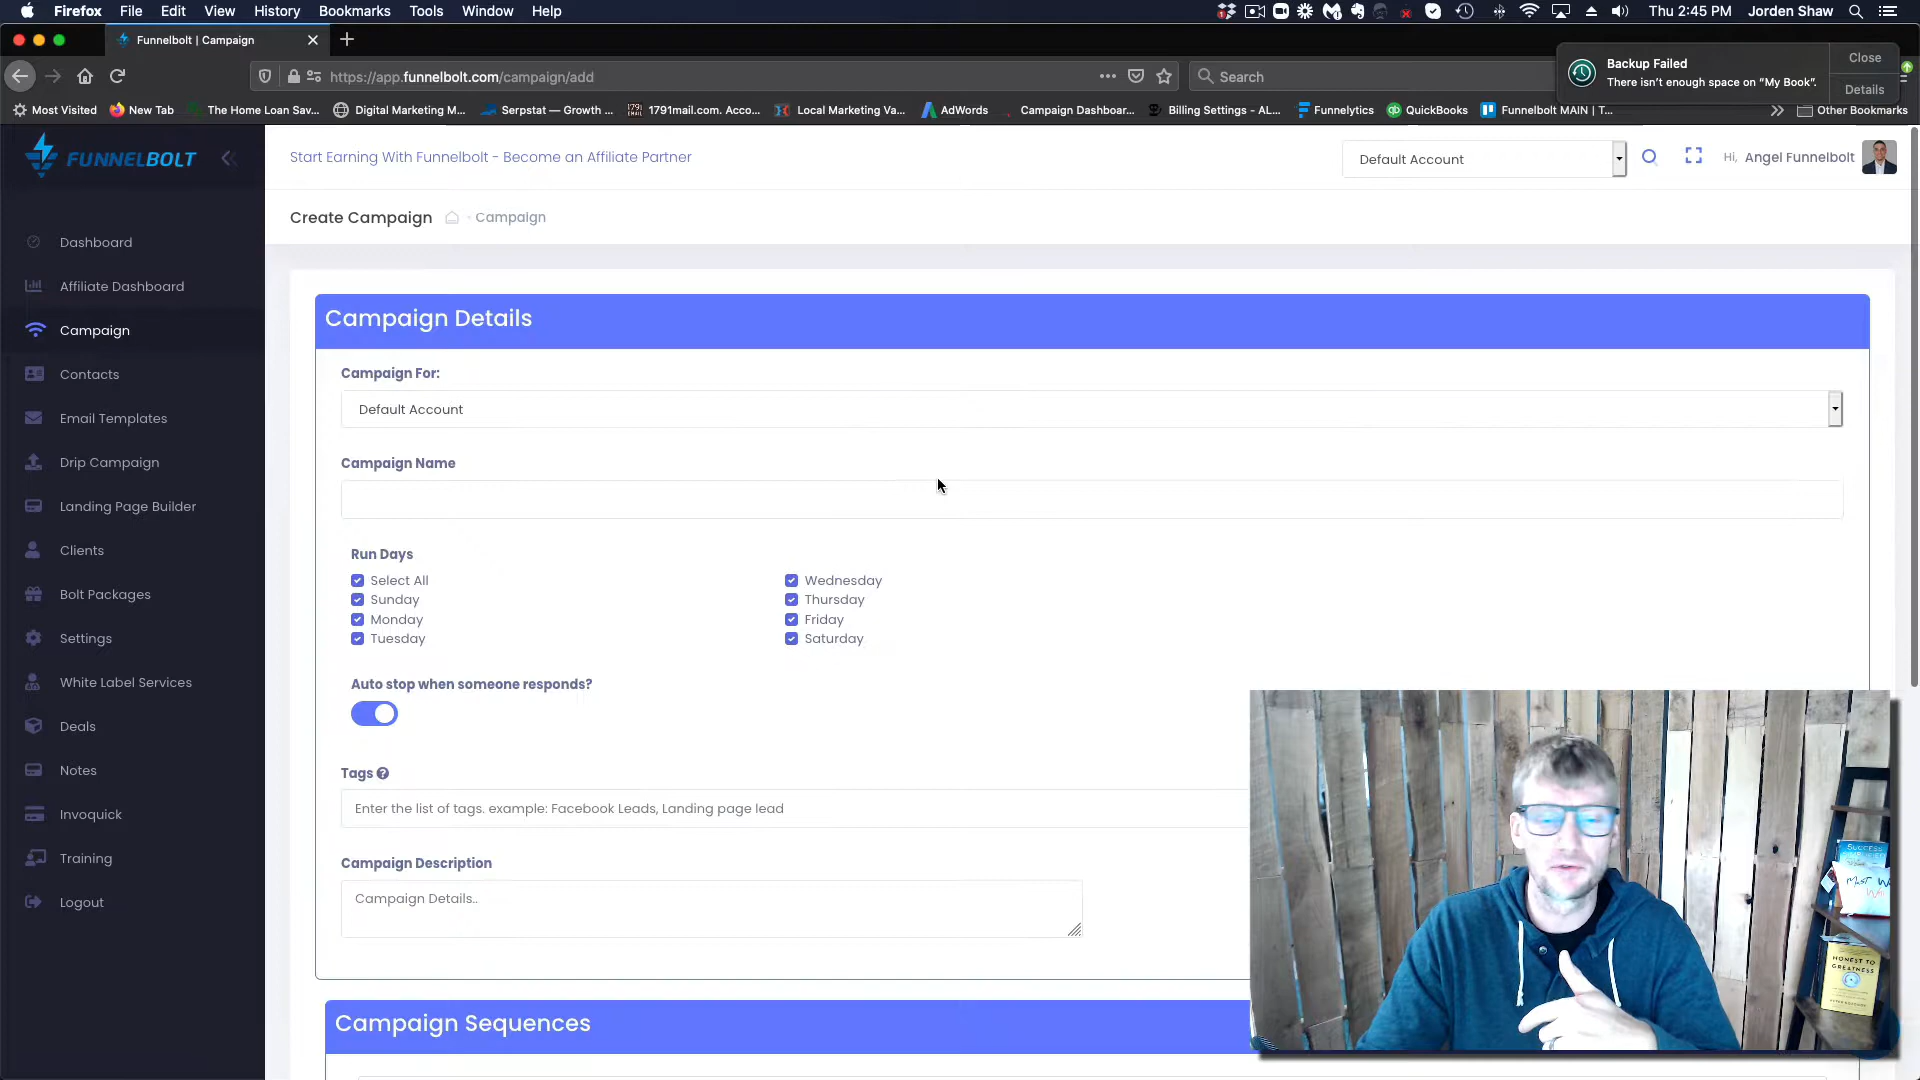 Firefox File Edit View History Bookmarks Tools Window Help
Thu 2:45 PM Jorden Shaw
Funnelbolt | Campaign
https://app.funnelbolt.com/campaign/add
Search
Backup Failed
There isn't enough space on "My Book".
Close
Details
Most Visited New Tab The Home Loan Sav... Digital Marketing M... Serpstat — Growth ... 1791mail.com. Acco... Local Marketing Va... AdWords Campaign Dashboar... Billing Settings - AL... Funnelytics QuickBooks Funnelbolt MAIN | T... Other Bookmarks
FUNNELBOLT
Start Earning With Funnelbolt - Become an Affiliate Partner
Default Account
Hi, Angel Funnelbolt
Create Campaign - Campaign
Dashboard
Affiliate Dashboard
Campaign
Contacts
Email Templates
Drip Campaign
Landing Page Builder
Clients
Bolt Packages
Settings
White Label Services
Deals
Notes
Invoquick
Training
Logout
Campaign Details
Campaign For:
Default Account
Campaign Name
Run Days
Select All
Sunday
Monday
Tuesday
Wednesday
Thursday
Friday
Saturday
Auto stop when someone responds?
Tags
Enter the list of tags. example: Facebook Leads, Landing page lead
Campaign Description
Campaign Details..
Campaign Sequences
SUCCESS
HONEST TO
GREATNESS